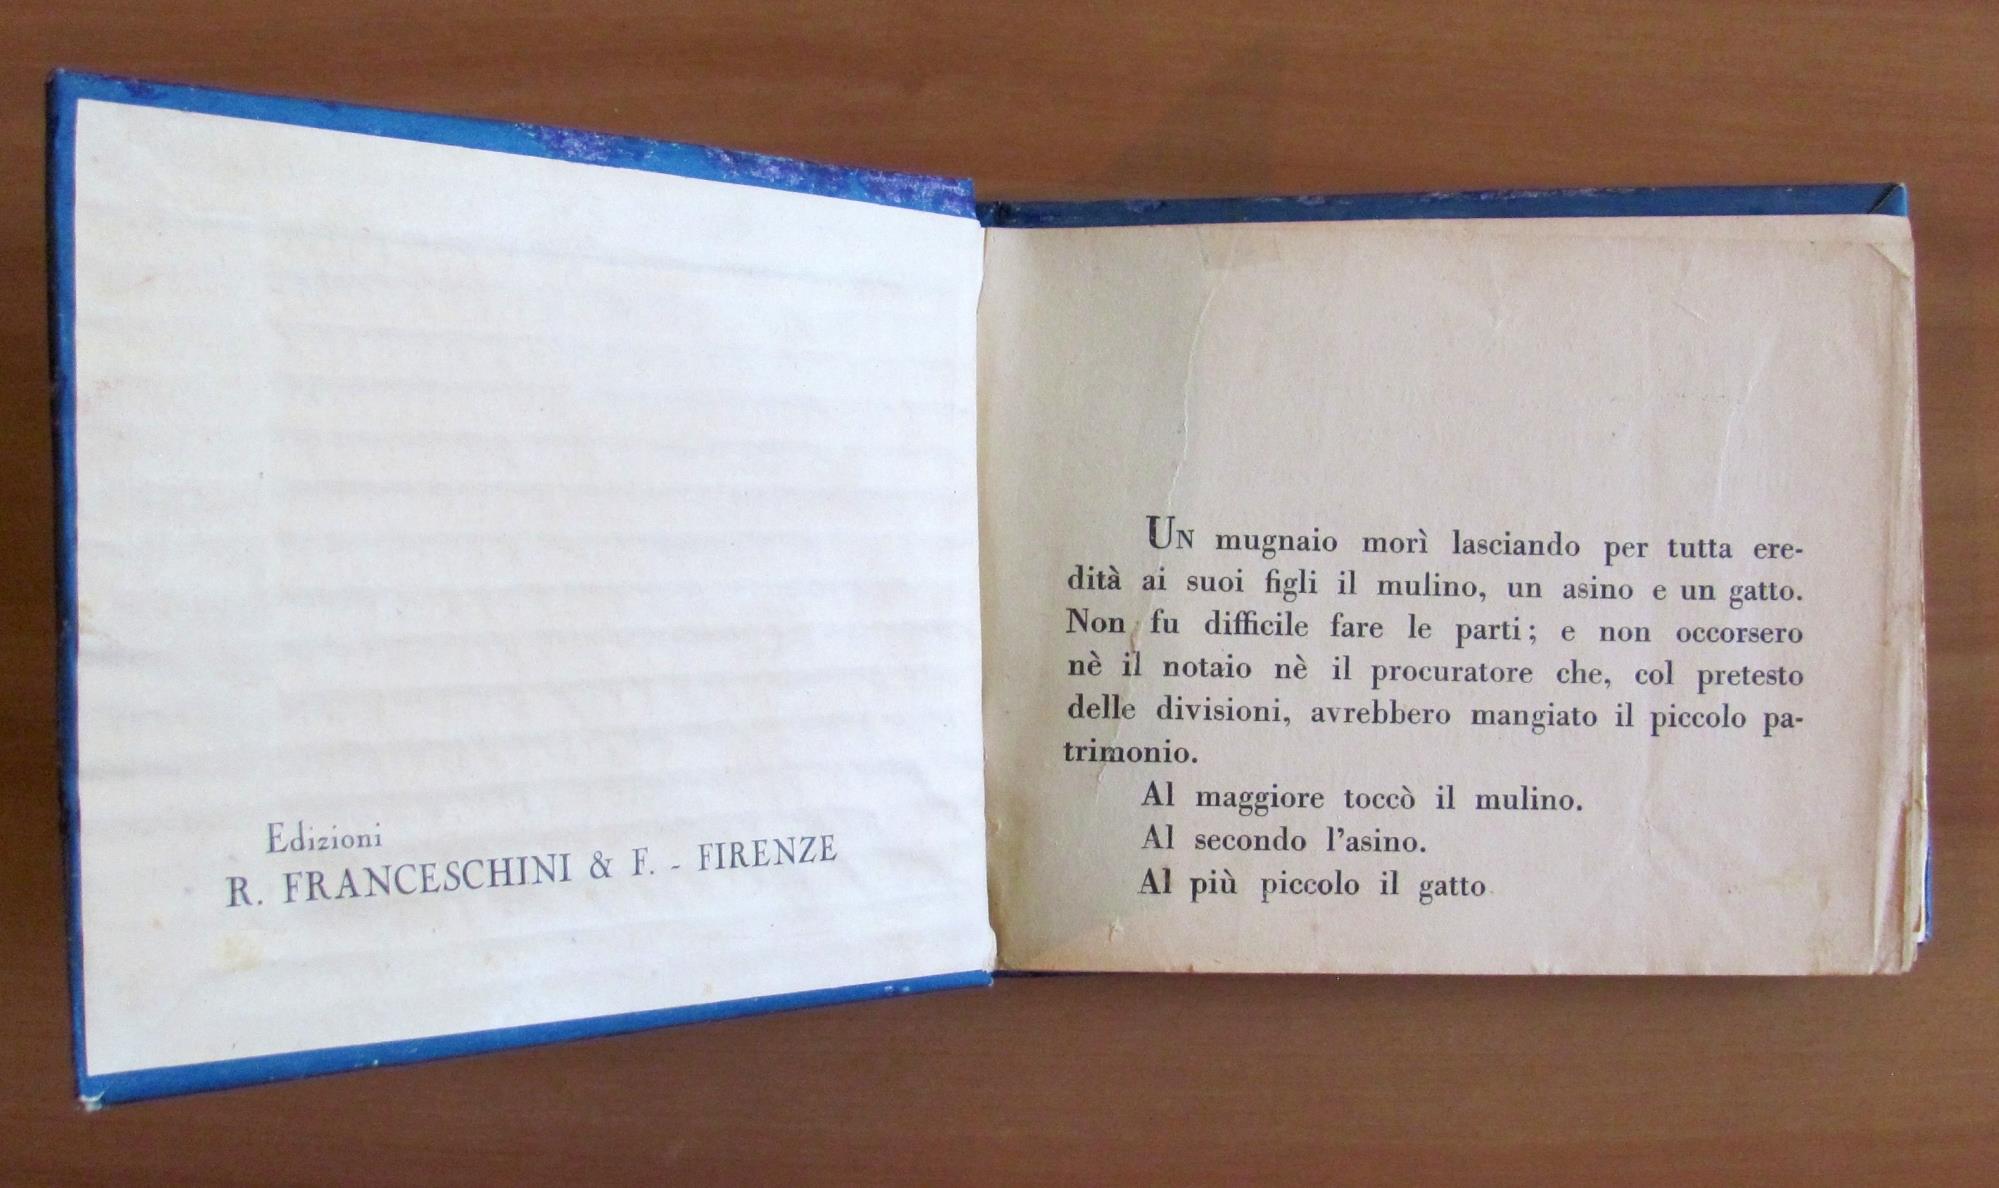 Edizioni
R. FRANCESCHINI & F. - FIRENZE
UN mugnaio morì lasciando per tutta ere-
dità ai suoi figli il mulino, un asino e un gatto.
Non fu difficile fare le parti; e non occorsero
nè il notaio nè il procuratore che, col pretesto
delle divisioni, avrebbero mangiato il piccolo pa-
trimonio.
Al maggiore toccò il mulino.
Al secondo l'asino.
Al più piccolo il gatto